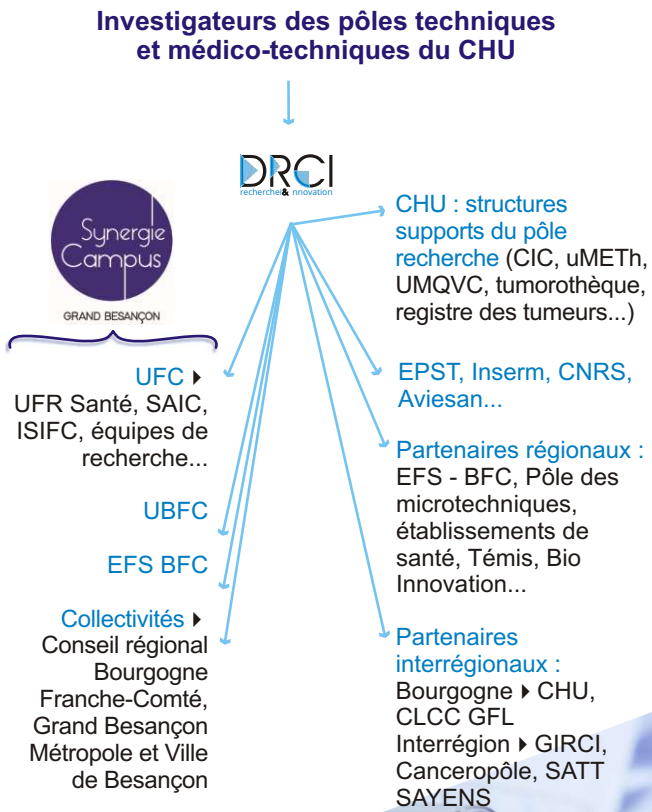 Investigateurs des pôles techniques
et médico-techniques du CHU
DRCI
recherche& nnovation
Synergie
Campus
GRAND BESANÇON
UFC ▸
UFR Santé, SAIC,
ISIFC, équipes de
recherche...
UBFC
EFS BFC
Collectivités ▸
Conseil régional
Bourgogne
Franche-Comté,
Grand Besançon
Métropole et Ville
de Besançon
CHU : structures
supports du pôle
recherche (CIC, uMETh,
UMQVC, tumorothèque,
registre des tumeurs...)
EPST, Inserm, CNRS,
Aviesan...
Partenaires régionaux :
EFS - BFC, Pôle des
microtechniques,
établissements de
santé, Témis, Bio
Innovation...
Partenaires
interrégionaux :
Bourgogne ▸ CHU,
CLCC GFL
Interrégion ▸ GIRCI,
Canceropôle, SATT
SAYENS